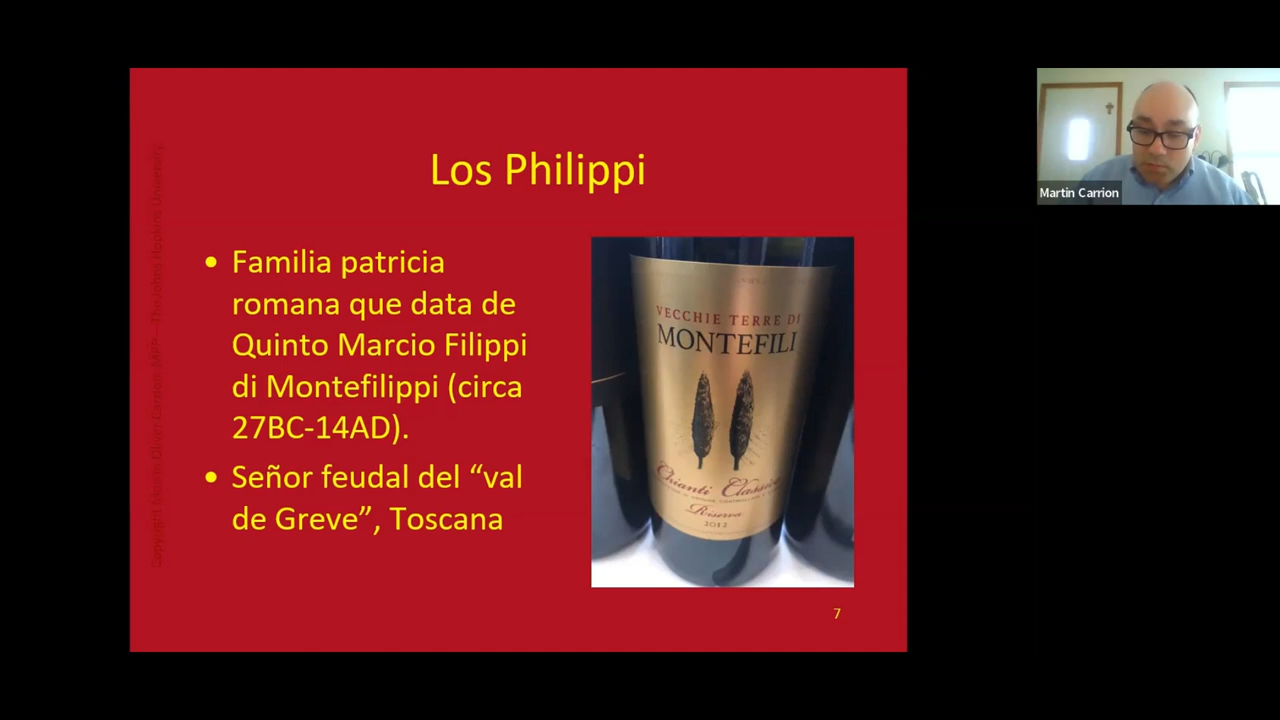 Los Philippi
• Familia patricia
romana que data de
Quinto Marcio Filippi
di Montefilippi (circa
27BC-14AD).
• Señor feudal del “val
de Greve”, Toscana
VECCHIE TERRE DI
MONTEFILI
Chianti Classico
Riserva
2012
7
Martin Carrion